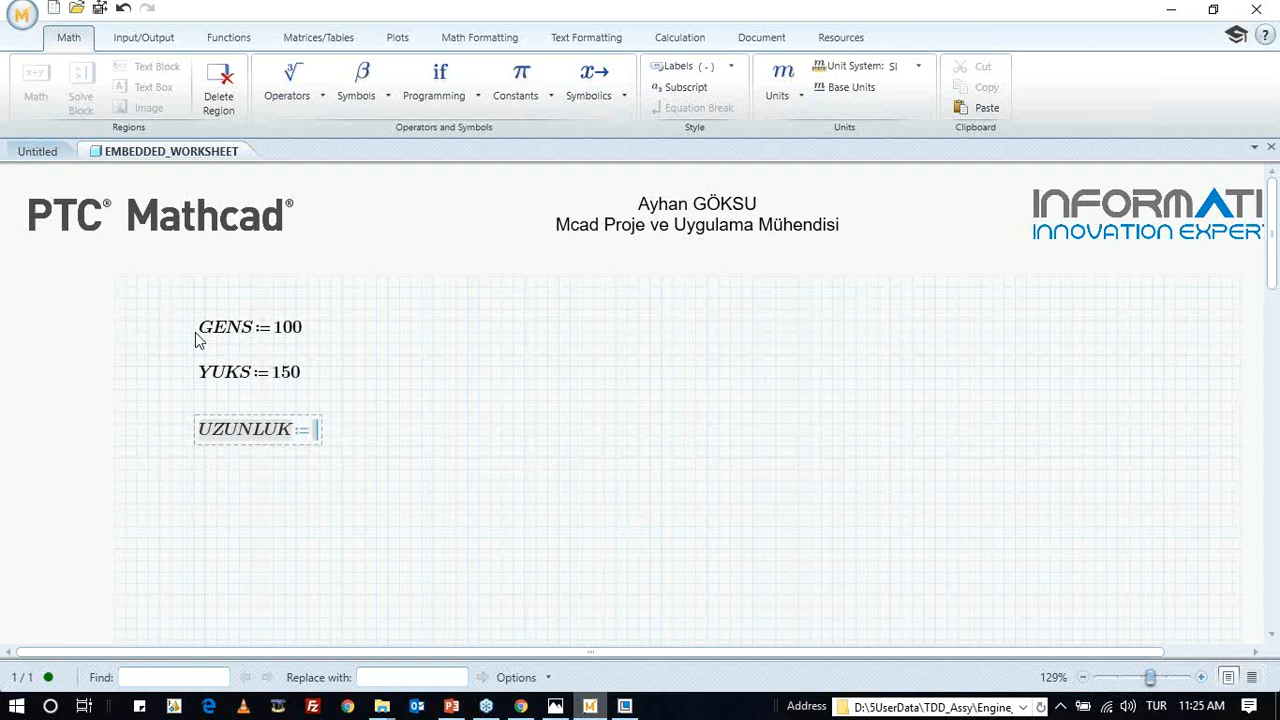 Math
Input/Output
Functions
Matrices/Tables
Plots
Math Formatting
Text Formatting
Calculation
Document
Resources
Math
Solve Block
Text Block
Text Box
Image
Delete Region
Regions
Operators
Symbols
Programming
Constants
Symbolics
Operators and Symbols
Labels ( - )
Subscript
Equation Break
Style
Units
Unit System: SI
Base Units
Units
Cut
Copy
Paste
Clipboard
Untitled
EMBEDDED_WORKSHEET
PTC® Mathcad®
Ayhan GÖKSU
Mcad Proje ve Uygulama Mühendisi
INFORMATI
INNOVATION EXPER
GENS := 100
YUKS := 150
UZUNLUK :=
1 / 1
Find:
Replace with:
Options
129%
Address
D:\5UserData\TDD_Assy\Engine_
TUR
11:25 AM